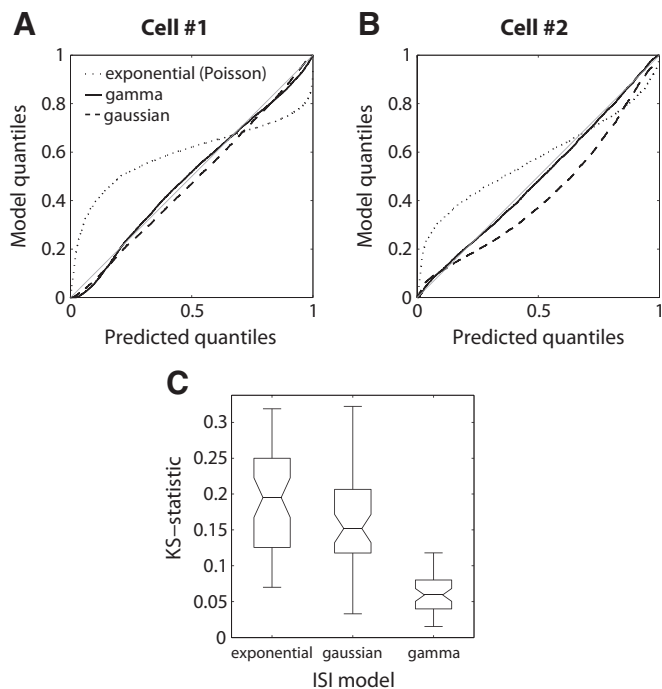 A
Cell #1
B
Cell #2
1
0.8
0.6
0.4
0.2
0
Model quantiles
exponential (Poisson)
gamma
gaussian
0
0.5
1
Predicted quantiles
1
0.8
0.6
0.4
0.2
0
Model quantiles
0
0.5
1
Predicted quantiles
C
0.3
0.25
0.2
0.15
0.1
0.05
0
KS–statistic
exponential
gaussian
gamma
ISI model